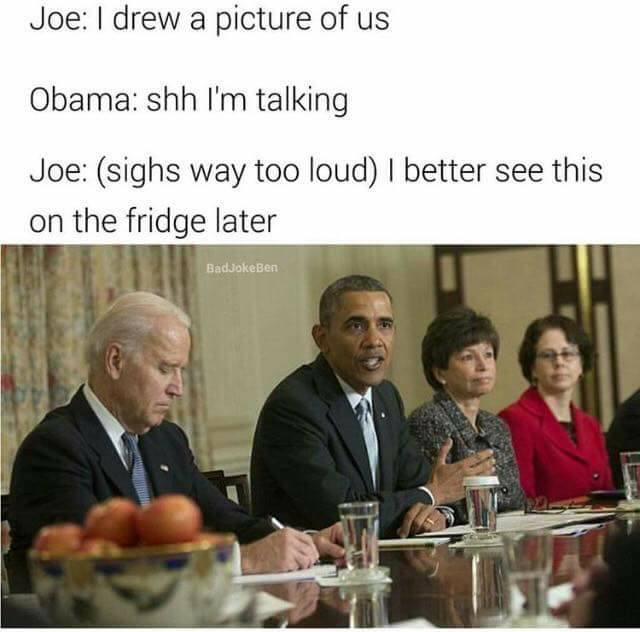 Joe: I drew a picture of us
Obama: shh I'm talking
Joe: (sighs way too loud) I better see this
on the fridge later
BadJokeBen